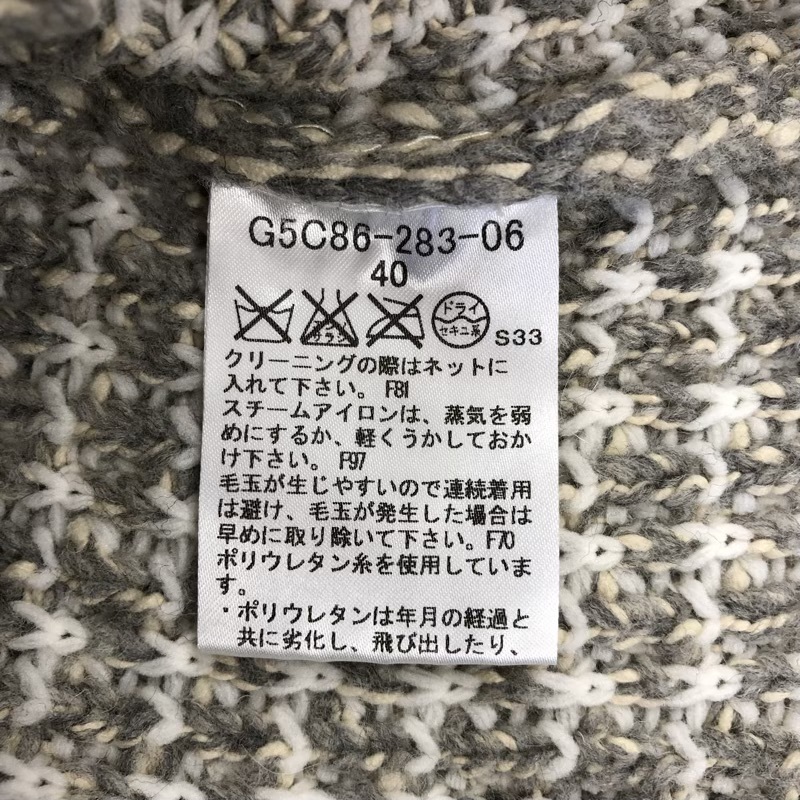 G5C86-283-06
40
エンソ
サラシ
ドライ
セキユ系
S33
クリーニングの際はネットに
入れて下さい。 F81
スチームアイロンは、蒸気を弱
めにするか、軽くうかしておか
け下さい。 F97
毛玉が生じやすいので連続着用
は避け、毛玉が発生した場合は
早めに取り除いて下さい。F70
ポリウレタン糸を使用していま
す。
・ポリウレタンは年月の経過と
共に劣化し、飛び出したり、